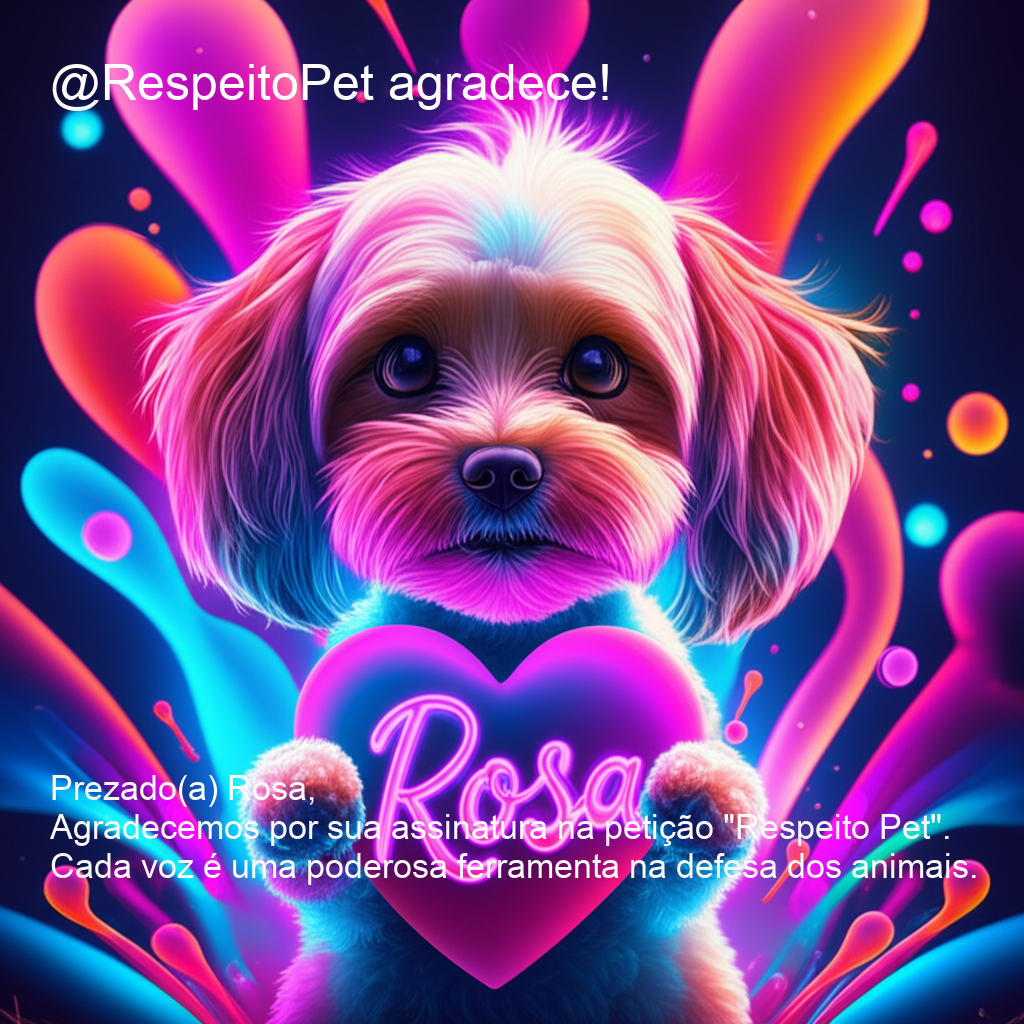 @RespeitoPet agradece!
Rosa
Prezado(a) Rosa,
Agradecemos por sua assinatura na petição "Respeito Pet".
Cada voz é uma poderosa ferramenta na defesa dos animais.